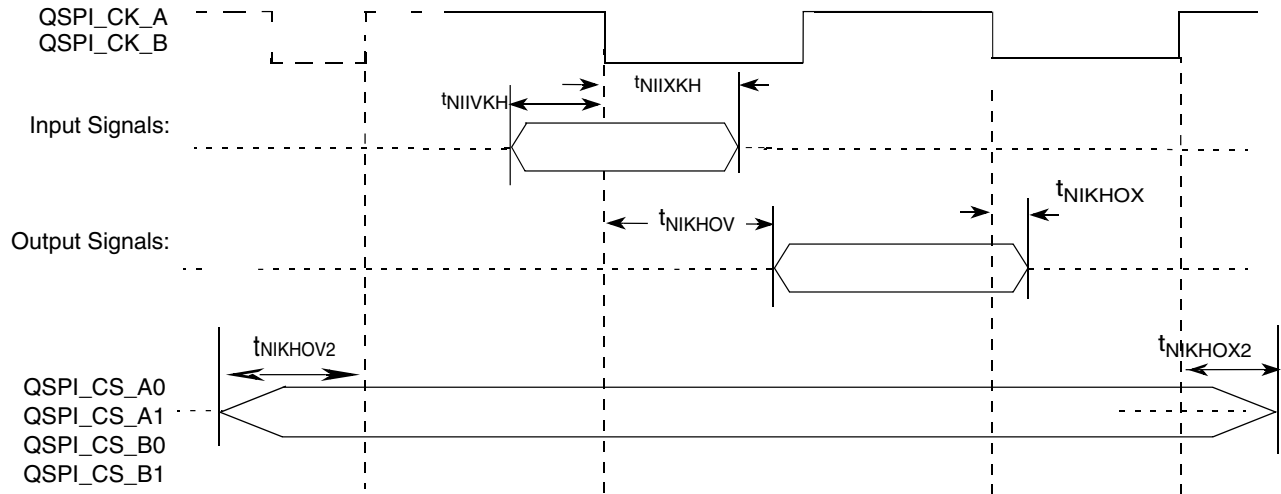 QSPI_CK_A
QSPI_CK_B
tNIIXKH
tNIIVKH
Input Signals:
tNIKHOX
tNIKHOV
Output Signals:
tNIKHOV2
tNIKHOX2
QSPI_CS_A0
QSPI_CS_A1
QSPI_CS_B0
QSPI_CS_B1